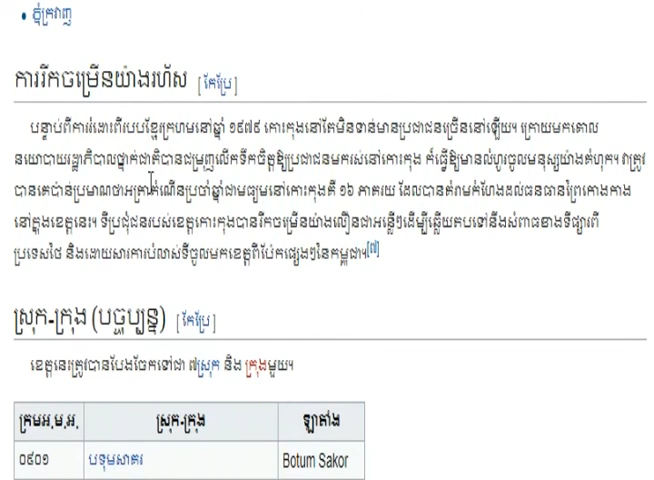 ភ្នំក្រវាញ
ការរីកចម្រើនយ៉ាងរហ័ស [កែប្រែ]
បន្ទាប់ពីការរំដោះពីរបបខ្មែរក្រហមនៅឆ្នាំ ១៩៧៩ កោះកុងនៅតែមិនទាន់មានប្រជាជនច្រើននៅឡើយ។ ក្រោយមកគោល
នយោបាយរដ្ឋាភិបាលថ្នាក់ជាតិបានជម្រុញលើកទឹកចិត្តឱ្យប្រជាជនមករស់នៅកោះកុង ក៏ធ្វើឱ្យមានលំហូរចូលមនុស្សយ៉ាងគំហុក។ វាត្រូវ
បានគេប៉ាន់ប្រមាណថាអត្រាកំណើនប្រចាំឆ្នាំជាមធ្យមនៅកោះកុងគឺ ១៦ ភាគរយ ដែលបានគំរាមកំហែងដល់ធនធានព្រៃកោងកាង
នៅក្នុងខេត្តនេះ។ ទីប្រជុំជនរបស់ខេត្តកោះកុងបានរីកចម្រើនយ៉ាងលឿនជាអន្លើៗដើម្បីឆ្លើយតបទៅនឹងសំពាធខាងទីផ្សារពី
ប្រទេសថៃ និងដោយសារការបំលាស់ទីចូលមកខេត្តពីប៉ែកផ្សេងៗនៃកម្ពុជា។[៧]
ស្រុក-ក្រុង (បច្ចុប្បន្ន) [កែប្រែ]
ខេត្តនេះត្រូវបានបែងចែកទៅជា ៧ស្រុក និង ក្រុងមួយ។
ក្រមអ.ម.អ. ស្រុក-ក្រុង ឡាតាំង
០៩០១ បទុមសាគរ Botum Sakor